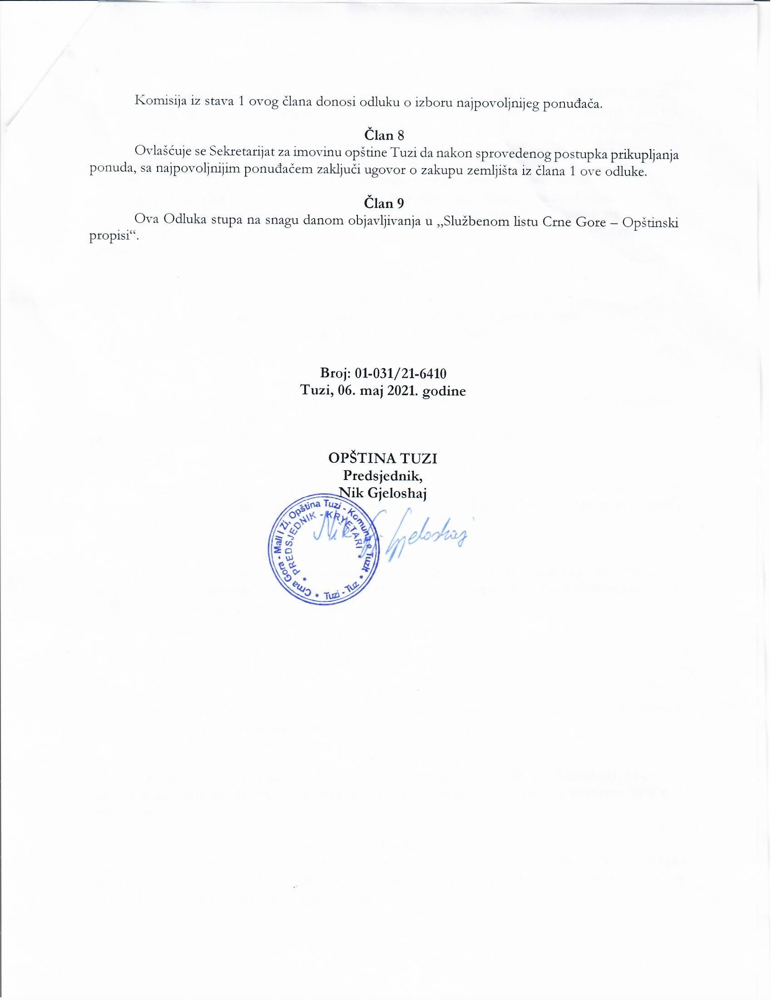 Komisija iz stava 1 ovog člana donosi odluku o izboru najpovoljnijeg ponuđača.
Član 8
Ovlašćuje se Sekretarijat za imovinu opštine Tuzi da nakon sprovedenog postupka prikupljanja
ponuda, sa najpovoljnijim ponuđačem zaključi ugovor o zakupu zemljišta iz člana 1 ove odluke.
Član 9
Ova Odluka stupa na snagu danom objavljivanja u „Službenom listu Crne Gore – Opštinski
propisi“.
Broj: 01-031/21-6410
Tuzi, 06. maj 2021. godine
OPŠTINA TUZI
Predsjednik,
Nik Gjeloshaj
Crna Gora - Mali i Zi, Opština Tuzi - Komuna e Tuzit * Tuzi - Tuz *
* PREDSJEDNIK - KRYETARI *
Nik Gjeloshaj